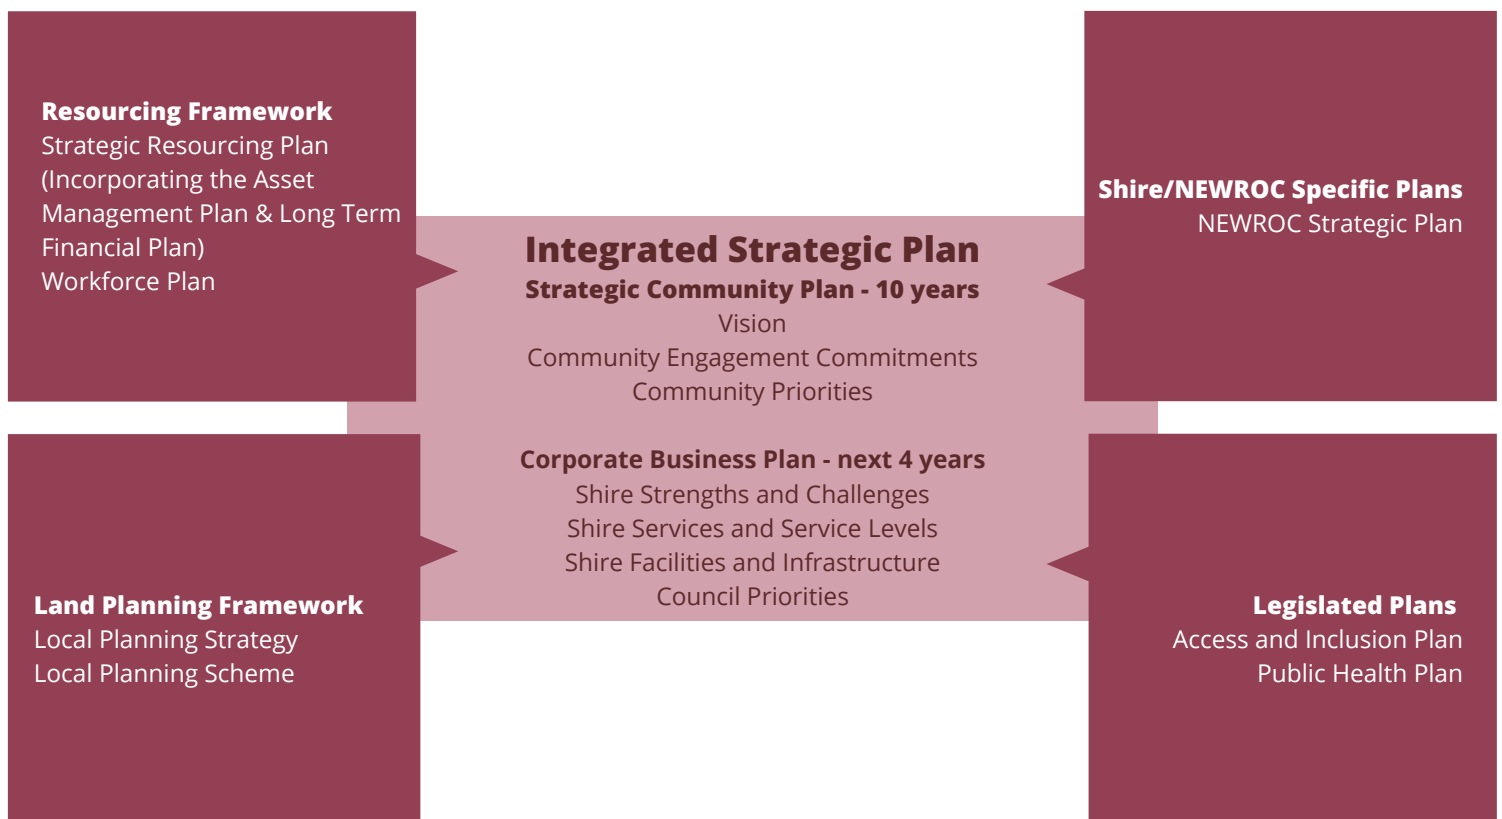 Resourcing Framework
Strategic Resourcing Plan
(Incorporating the Asset
Management Plan & Long Term
Financial Plan)
Workforce Plan
Shire/NEWROC Specific Plans
NEWROC Strategic Plan
Integrated Strategic Plan
Strategic Community Plan - 10 years
Vision
Community Engagement Commitments
Community Priorities
Corporate Business Plan - next 4 years
Shire Strengths and Challenges
Shire Services and Service Levels
Shire Facilities and Infrastructure
Council Priorities
Land Planning Framework
Local Planning Strategy
Local Planning Scheme
Legislated Plans
Access and Inclusion Plan
Public Health Plan